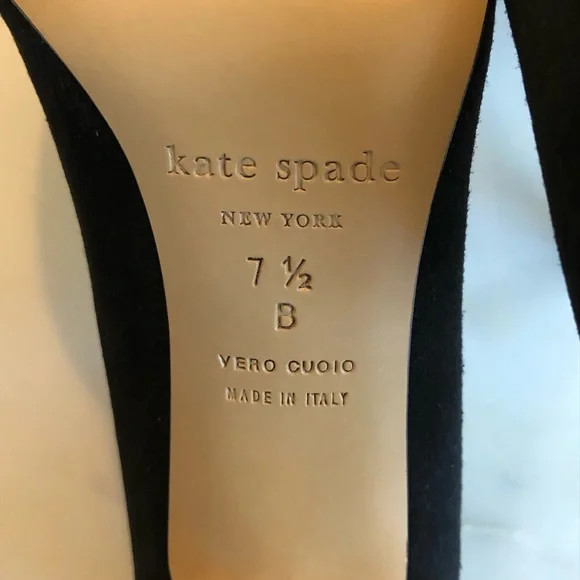 kate spade
NEW YORK
7 ½
B
VERO CUOIO
MADE IN ITALY